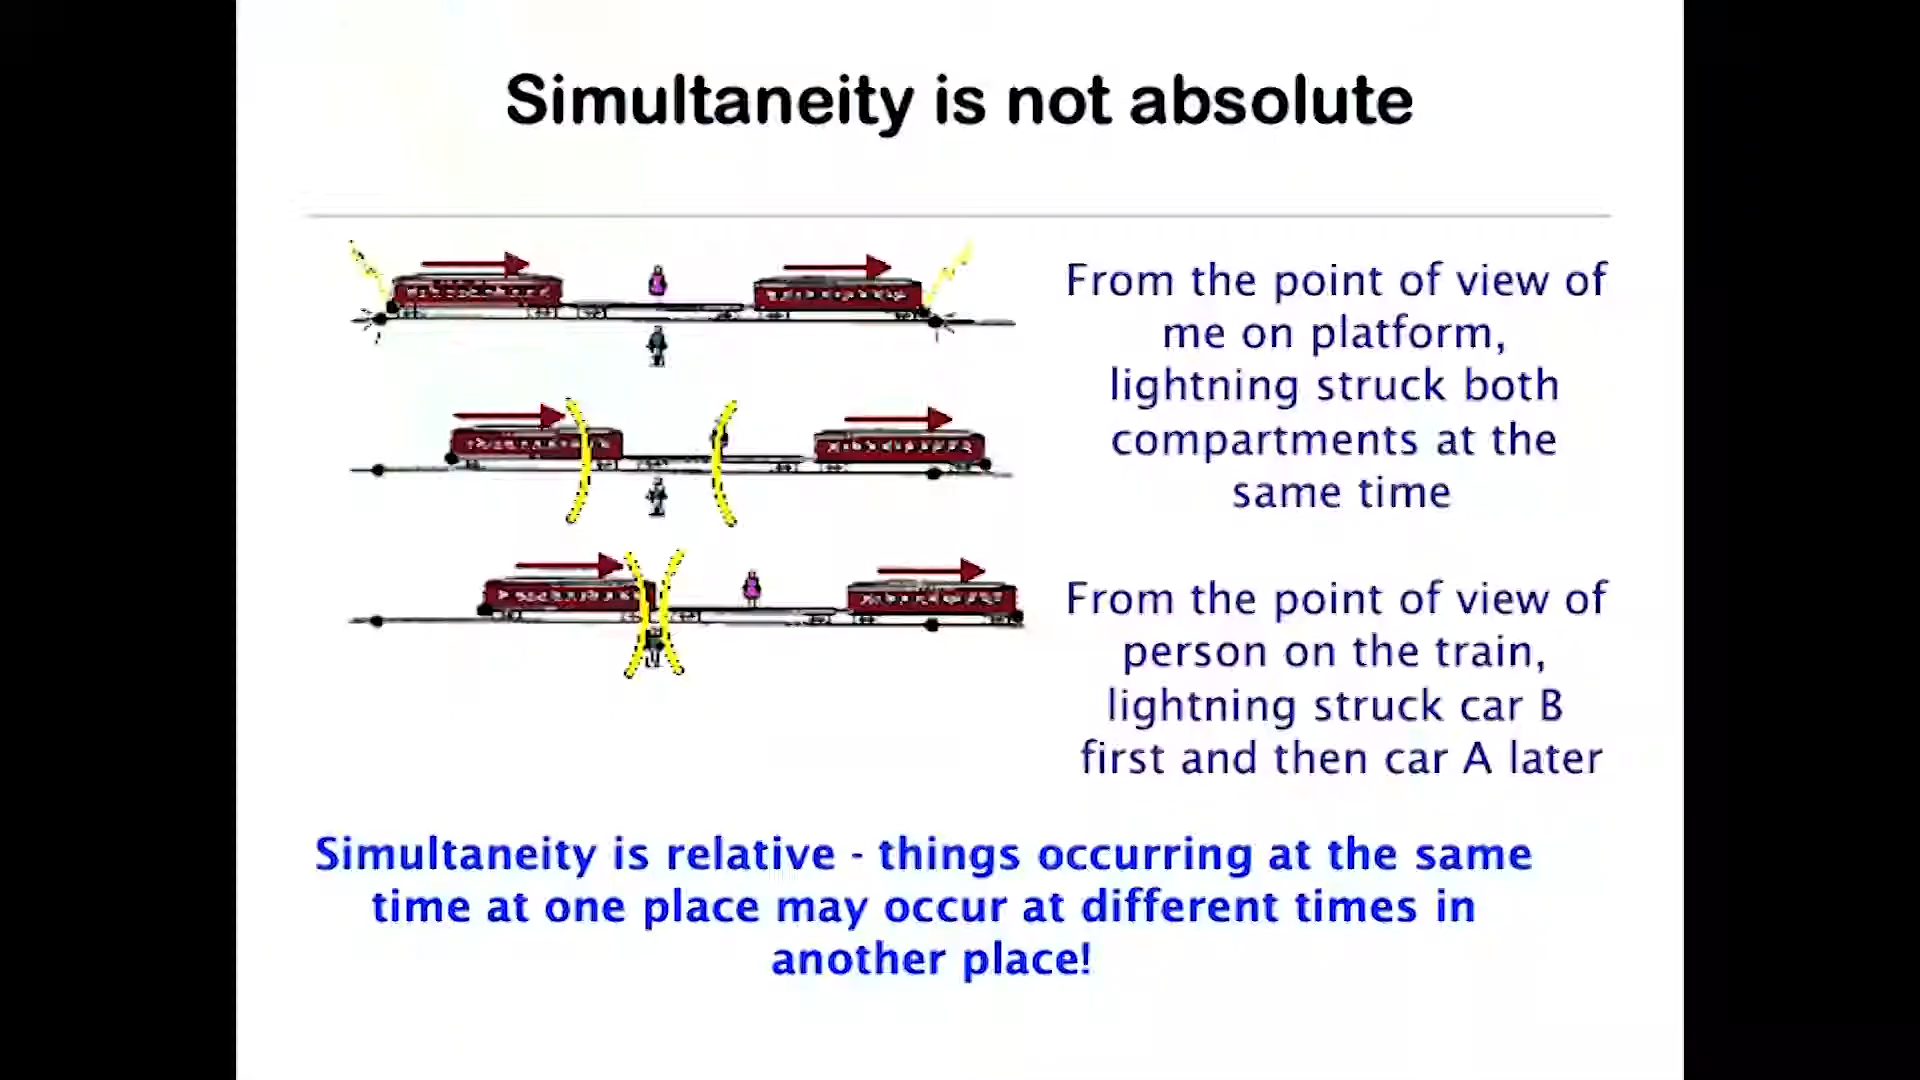 Simultaneity is not absolute
From the point of view of
me on platform,
lightning struck both
compartments at the
same time
From the point of view of
person on the train,
lightning struck car B
first and then car A later
Simultaneity is relative - things occurring at the same
time at one place may occur at different times in
another place!